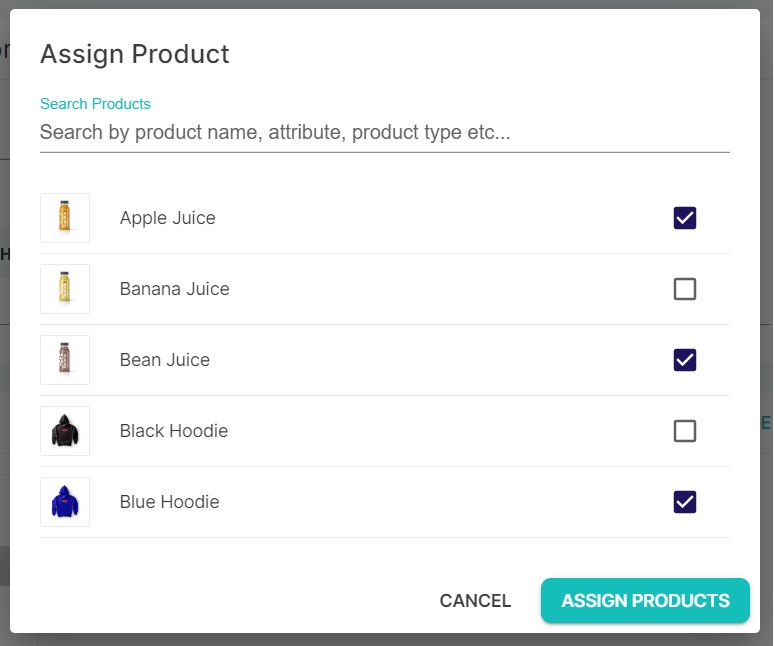 Assign Product
Search Products
Search by product name, attribute, product type etc...
Apple Juice
Banana Juice
Bean Juice
Black Hoodie
Blue Hoodie
CANCEL
ASSIGN PRODUCTS